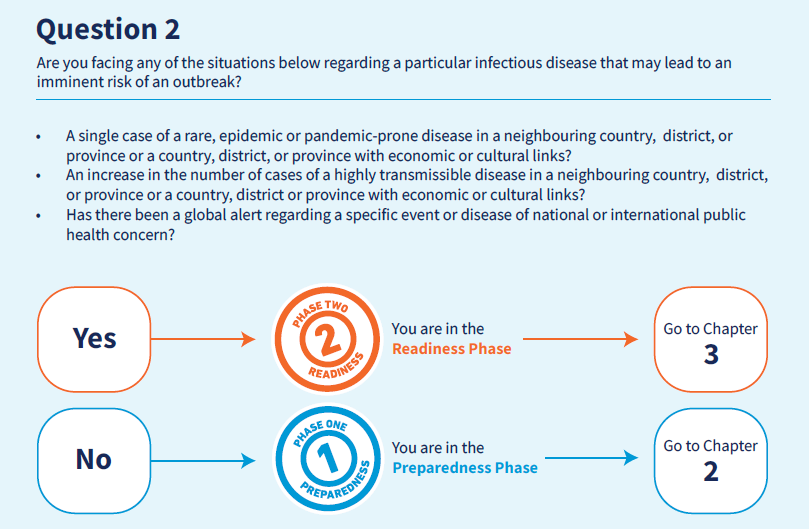 Question 2
Are you facing any of the situations below regarding a particular infectious disease that may lead to an
imminent risk of an outbreak?
• A single case of a rare, epidemic or pandemic-prone disease in a neighbouring country, district, or
province or a country, district, or province with economic or cultural links?
• An increase in the number of cases of a highly transmissible disease in a neighbouring country, district,
or province or a country, district or province with economic or cultural links?
• Has there been a global alert regarding a specific event or disease of national or international public
health concern?
Yes
PHASE TWO
2
READINESS
You are in the
Readiness Phase
Go to Chapter
3
No
PHASE ONE
1
PREPAREDNESS
You are in the
Preparedness Phase
Go to Chapter
2